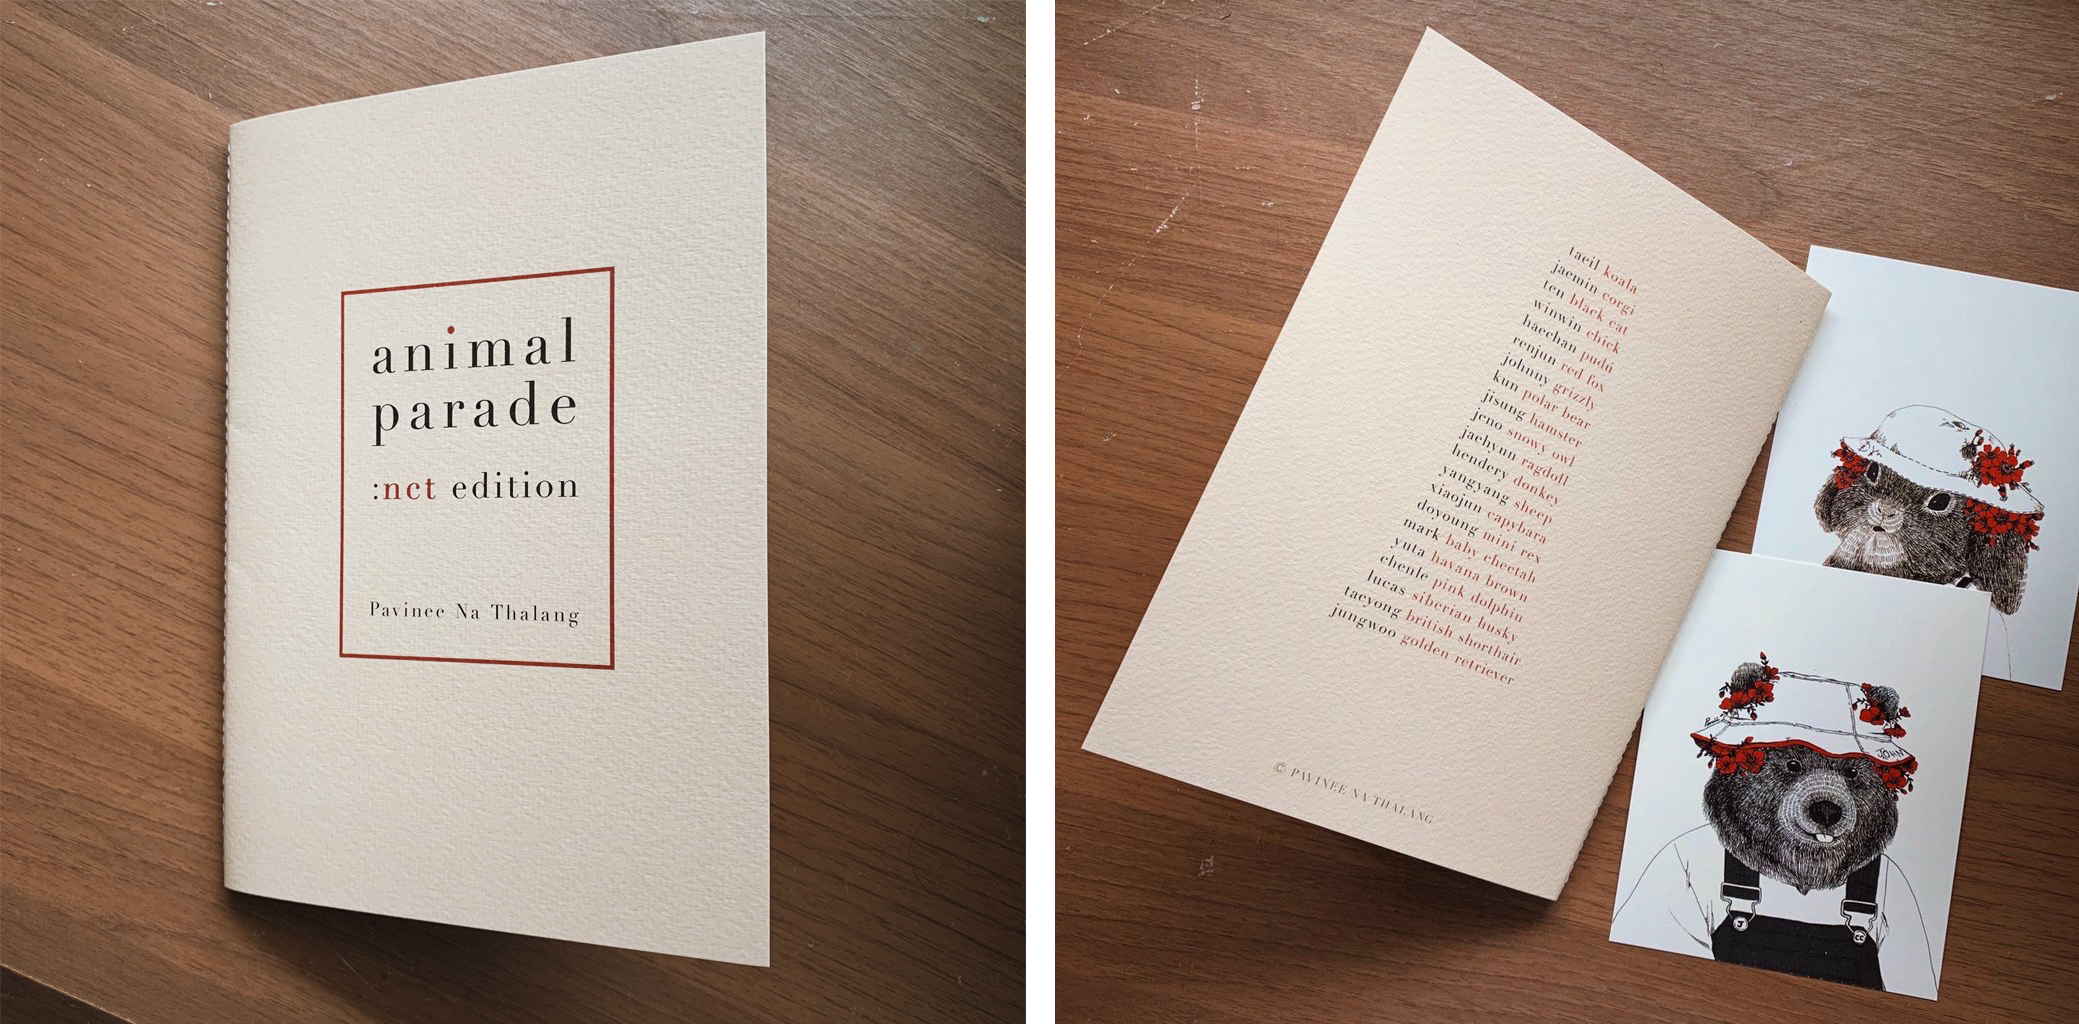 animal
parade
:nct edition
Pavinee Na Thalang
taeil koala
jaemin corgi
ten black cat
winwin chick
haechan pudú
renjun red fox
johnny grizzly
kun polar bear
jisung hamster
jeno snowy owl
jaehyun ragdoll
hendery donkey
yangyang sheep
xiaojun capybara
doyoung mini rex
mark baby cheetah
yuta havana brown
chenle pink dolphin
lucas siberian husky
taeyong british shorthair
jungwoo golden retriever
© PAVINEE NA THALANG
JOHN
J